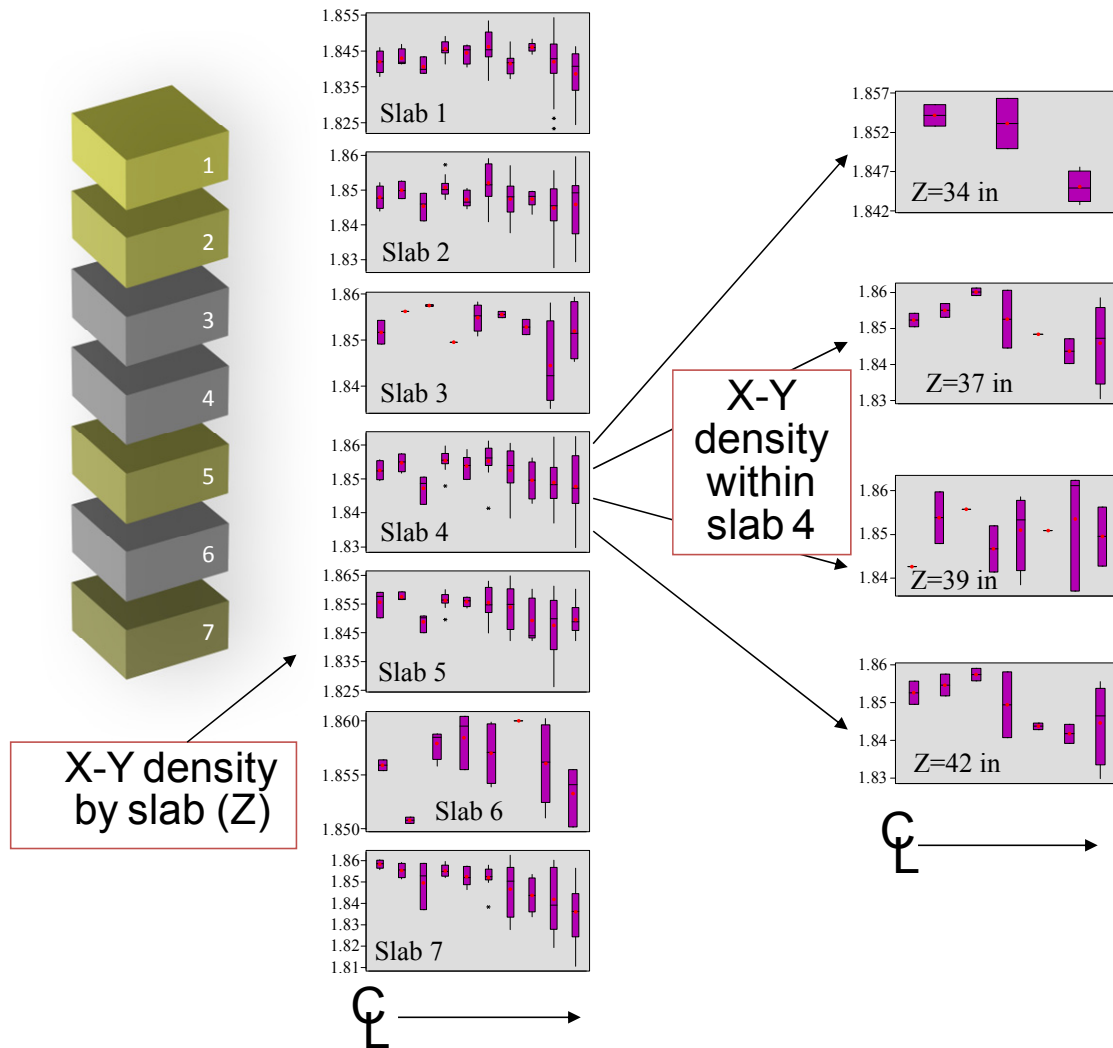 1
2
3
4
5
6
7
X-Y density
by slab (Z)
1.855
1.845
1.835
1.825
Slab 1
1.86
1.85
1.84
1.83
Slab 2
1.86
1.85
1.84
Slab 3
1.86
1.85
1.84
1.83
Slab 4
1.865
1.855
1.845
1.835
1.825
Slab 5
1.860
1.855
1.850
Slab 6
1.86
1.85
1.84
1.83
1.82
1.81
Slab 7
CL
X-Y
density
within
slab 4
1.857
1.852
1.847
1.842
Z=34 in
1.86
1.85
1.84
1.83
Z=37 in
1.86
1.85
1.84
Z=39 in
1.86
1.85
1.84
1.83
Z=42 in
CL